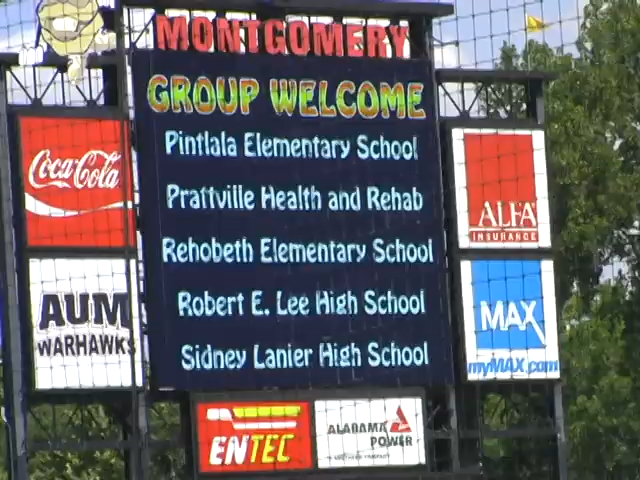 MONTGOMERY
GROUP WELCOME
Pintlala Elementary School
Prattville Health and Rehab
Rehobeth Elementary School
Robert E. Lee High School
Sidney Lanier High School
Coca-Cola
AUM
WARHAWKS
ALFA
INSURANCE
MAX
myMAX.com
ENTEC
ALABAMA
POWER